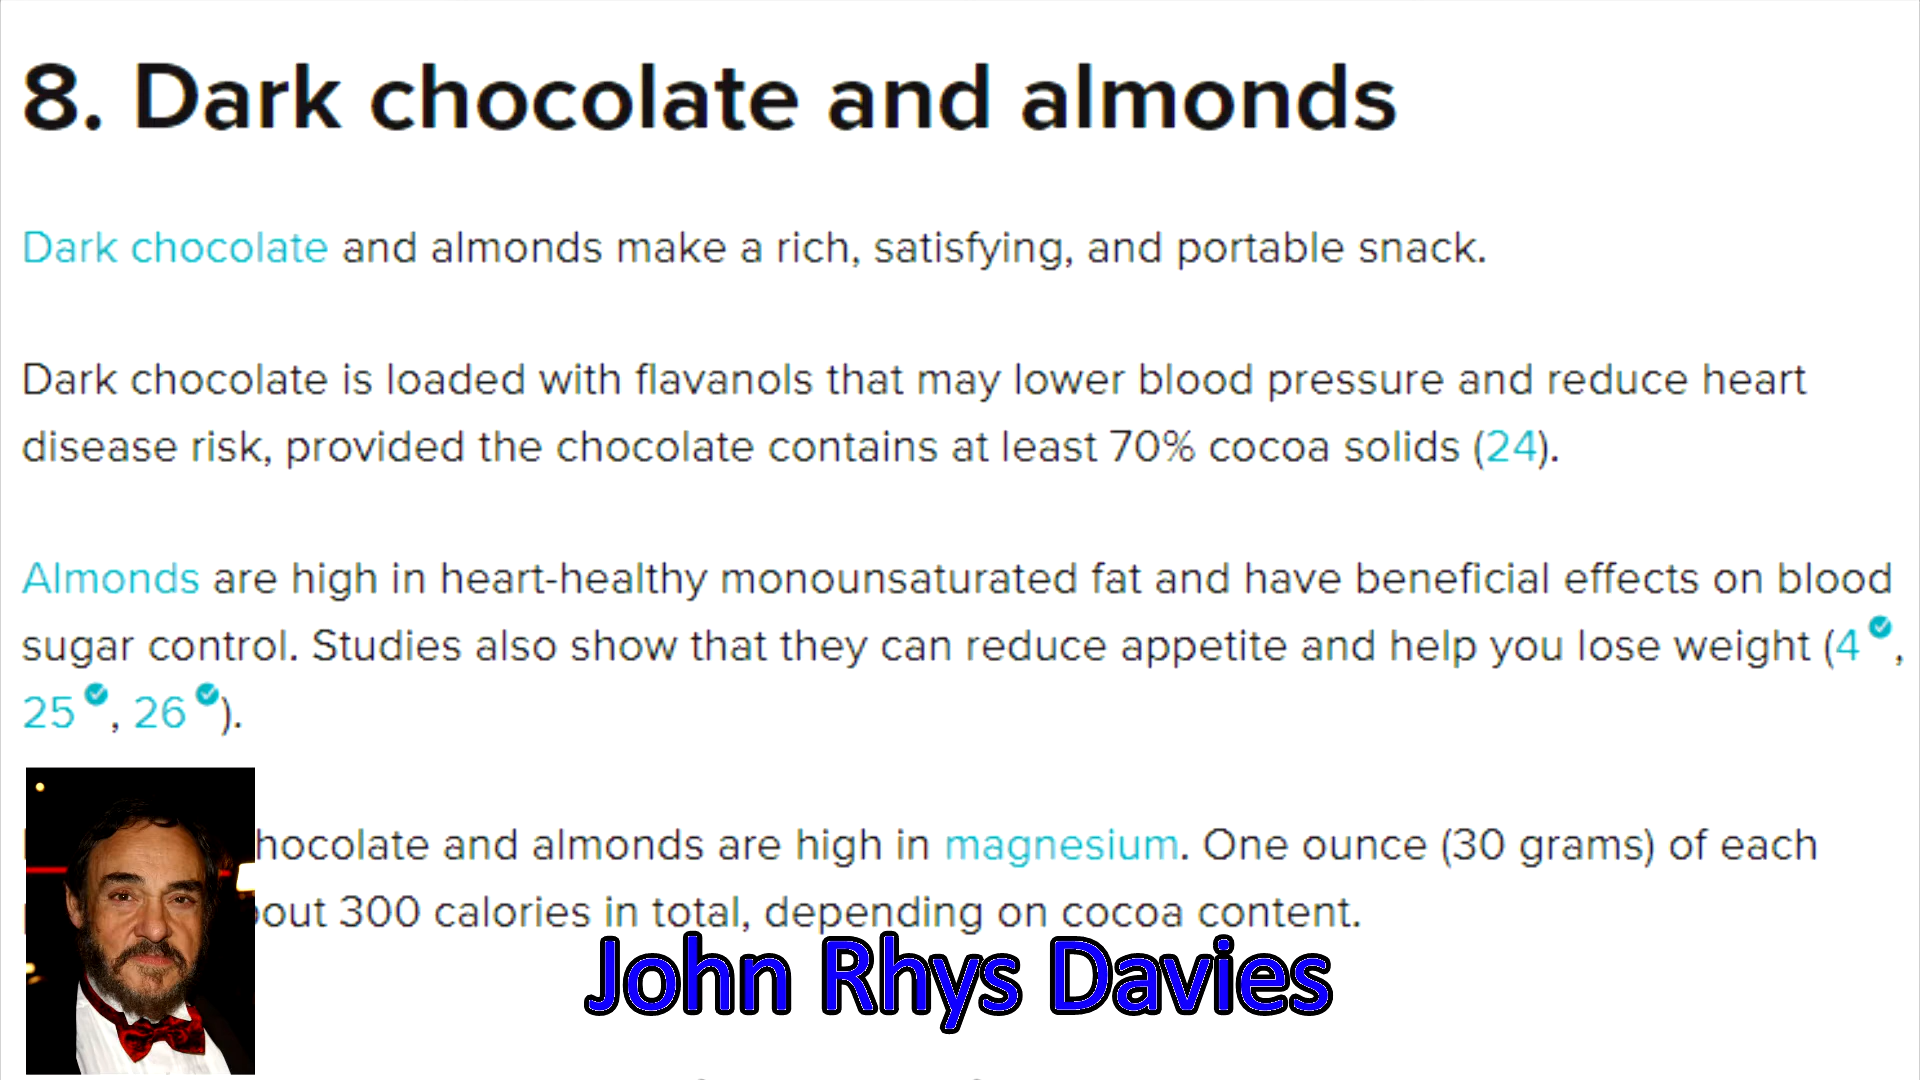 8. Dark chocolate and almonds
Dark chocolate and almonds make a rich, satisfying, and portable snack.
Dark chocolate is loaded with flavanols that may lower blood pressure and reduce heart
disease risk, provided the chocolate contains at least 70% cocoa solids (24).
Almonds are high in heart-healthy monounsaturated fat and have beneficial effects on blood
sugar control. Studies also show that they can reduce appetite and help you lose weight (4,
25, 26).
hocolate and almonds are high in magnesium. One ounce (30 grams) of each
out 300 calories in total, depending on cocoa content.
John Rhys Davies